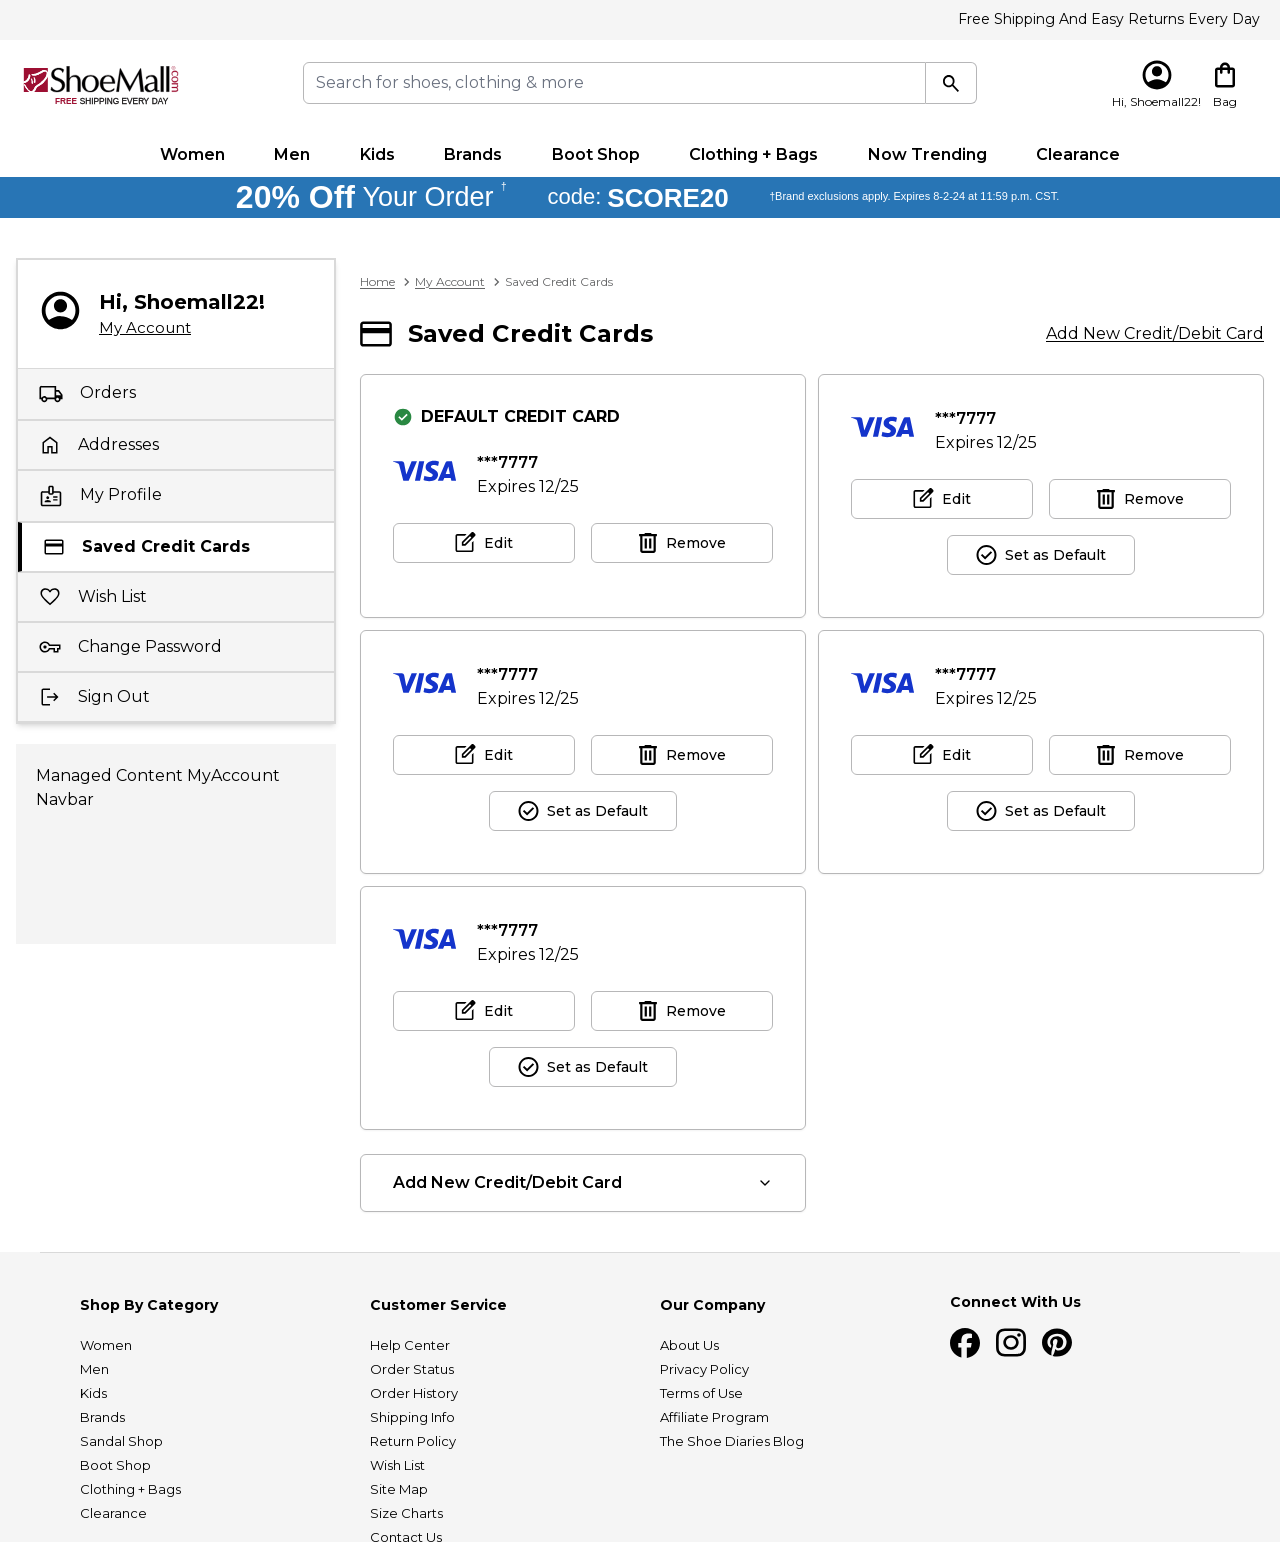 Free Shipping And Easy Returns Every Day
ShoeMall.com
FREE SHIPPING EVERY DAY
Search for shoes, clothing & more
Hi, Shoemall22!
Bag
Women
Men
Kids
Brands
Boot Shop
Clothing + Bags
Now Trending
Clearance
20% Off Your Order † code: SCORE20 †Brand exclusions apply. Expires 8-2-24 at 11:59 p.m. CST.
Hi, Shoemall22!
My Account
Orders
Addresses
My Profile
Saved Credit Cards
Wish List
Change Password
Sign Out
Managed Content MyAccount
Navbar
Home
My Account
Saved Credit Cards
Saved Credit Cards
Add New Credit/Debit Card
DEFAULT CREDIT CARD
VISA
***7777
Expires 12/25
Edit
Remove
VISA
***7777
Expires 12/25
Edit
Remove
Set as Default
VISA
***7777
Expires 12/25
Edit
Remove
Set as Default
VISA
***7777
Expires 12/25
Edit
Remove
Set as Default
VISA
***7777
Expires 12/25
Edit
Remove
Set as Default
Add New Credit/Debit Card
Shop By Category
Women
Men
Kids
Brands
Sandal Shop
Boot Shop
Clothing + Bags
Clearance
Customer Service
Help Center
Order Status
Order History
Shipping Info
Return Policy
Wish List
Site Map
Size Charts
Contact Us
Our Company
About Us
Privacy Policy
Terms of Use
Affiliate Program
The Shoe Diaries Blog
Connect With Us